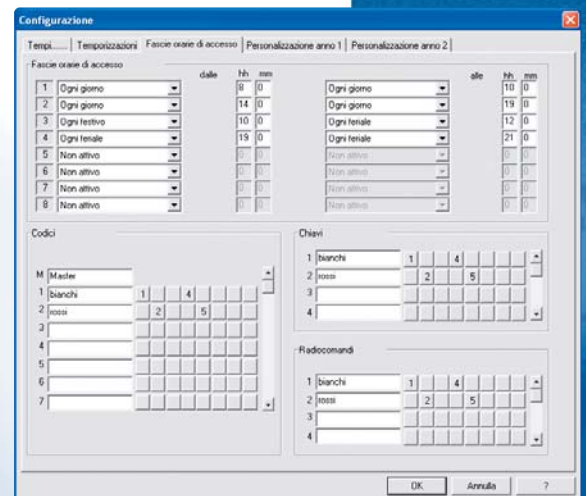 Configurazione
Tempi...... Temporizzazioni Fascie orarie di accesso Personalizzazione anno 1 Personalizzazione anno 2
Fascie orarie di accesso
dalle hh mm alle hh mm
1 Ogni giorno 8 0 Ogni giorno 10 0
2 Ogni giorno 14 0 Ogni giorno 19 0
3 Ogni festivo 10 0 Ogni feriale 12 0
4 Ogni feriale 19 0 Ogni feriale 21 0
5 Non attivo 0 0 Non attivo 0 0
6 Non attivo 0 0 Non attivo 0 0
7 Non attivo 0 0 Non attivo 0 0
8 Non attivo 0 0 Non attivo 0 0
Codici
M Master
1 bianchi 1 4
2 rossi 2 5
3
4
5
6
7
Chiavi
1 bianchi 1 4
2 rossi 2 5
3
4
Radiocomandi
1 bianchi 1 4
2 rossi 2 5
3
4
OK Annulla ?